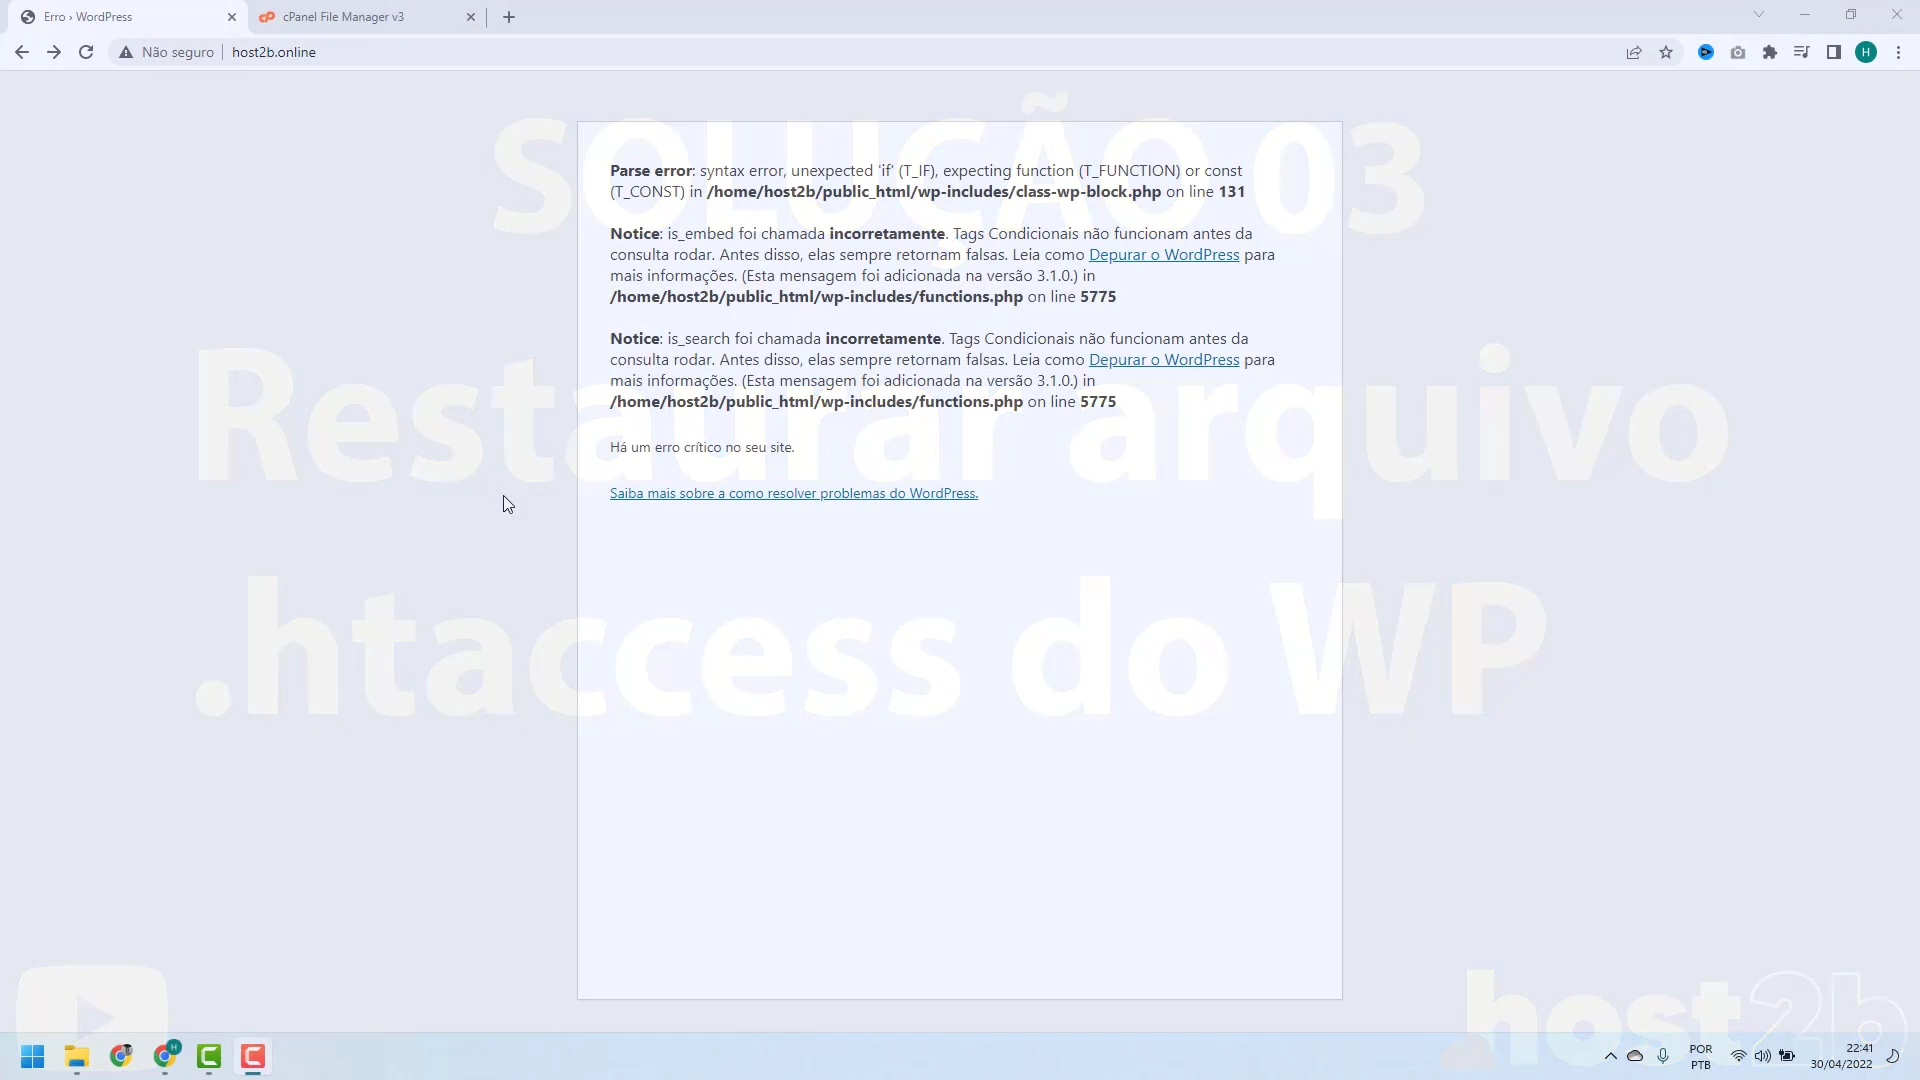 Erro › WordPress
cPanel File Manager v3
Não seguro
host2b.online
H
SOLUÇÃO 03
Parse error: syntax error, unexpected 'if' (T_IF), expecting function (T_FUNCTION) or const
(T_CONST) in /home/host2b/public_html/wp-includes/class-wp-block.php on line 131
Notice: is_embed foi chamada incorretamente. Tags Condicionais não funcionam antes da
consulta rodar. Antes disso, elas sempre retornam falsas. Leia como Depurar o WordPress para
mais informações. (Esta mensagem foi adicionada na versão 3.1.0.) in
/home/host2b/public_html/wp-includes/functions.php on line 5775
Notice: is_search foi chamada incorretamente. Tags Condicionais não funcionam antes da
consulta rodar. Antes disso, elas sempre retornam falsas. Leia como Depurar o WordPress para
mais informações. (Esta mensagem foi adicionada na versão 3.1.0.) in
/home/host2b/public_html/wp-includes/functions.php on line 5775
Restaurar arquivo
Há um erro crítico no seu site.
Saiba mais sobre a como resolver problemas do WordPress.
.htaccess do WP
host2b
H
POR
PTB
22:41
30/04/2022